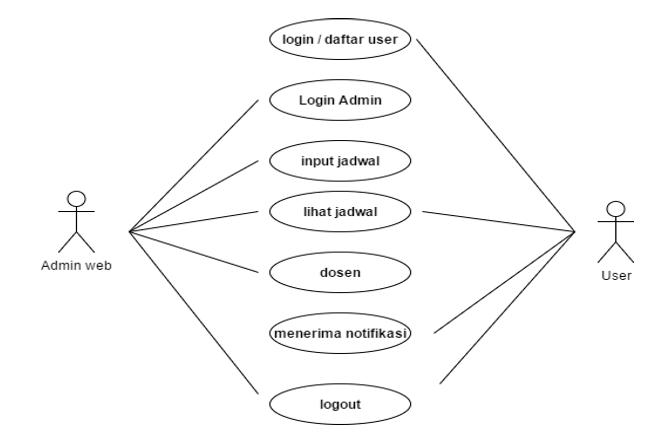 login / daftar user
Login Admin
input jadwal
lihat jadwal
Admin web
dosen
User
menerima notifikasi
logout